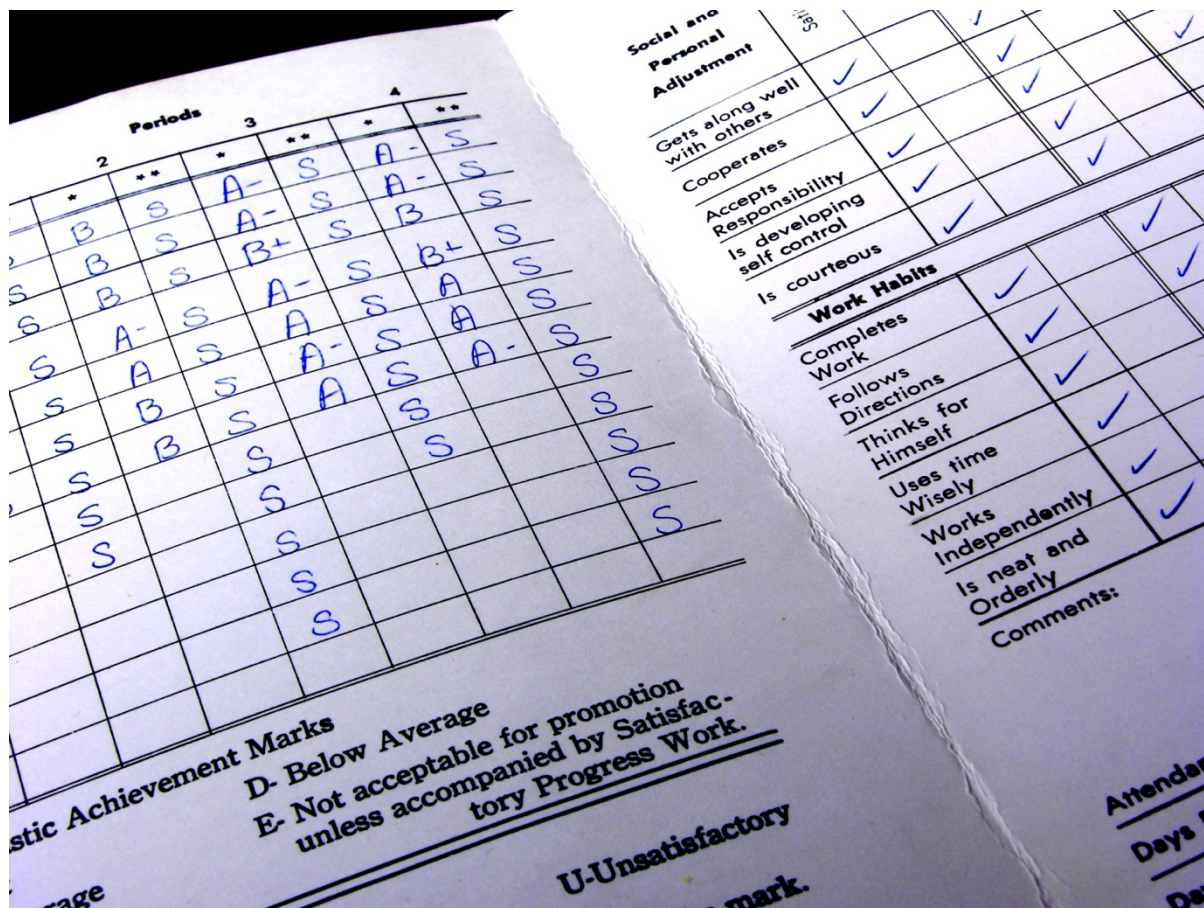 Periods
2 3 4
* ** * ** * **
B S A- S A- S
S B S A- S A- S
S B S B+ S B S
S A- S A- S B+ S
S A S A S A S
S B S A- S A S
S B S A S A- S
S S S S
S S S S
S S
S S
S S
Achievement Marks
D- Below Average
E- Not acceptable for promotion
unless accompanied by Satisfac-
tory Progress Work.
U-Unsatisfactory
mark.
Social and
Personal
Adjustment
Gets along well
with others
Cooperates
Accepts
Responsibility
Is developing
self control
Is courteous
Work Habits
Completes
Work
Follows
Directions
Thinks for
Himself
Uses time
Wisely
Works
Independently
Is neat and
Orderly
Comments:
Days